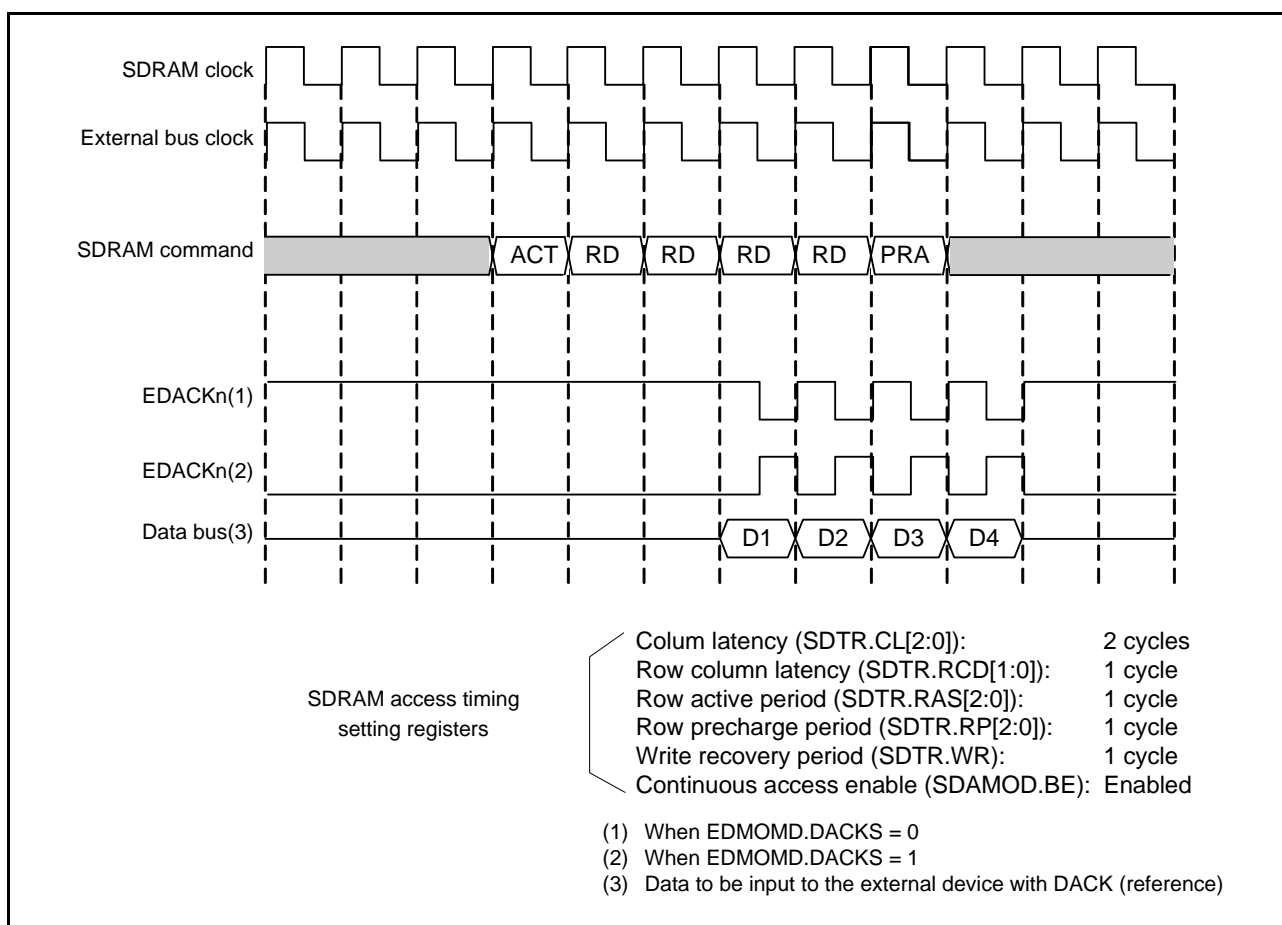 SDRAM clock
External bus clock
SDRAM command
ACT RD RD RD RD PRA
EDACKn(1)
EDACKn(2)
Data bus(3)
D1 D2 D3 D4
SDRAM access timing
setting registers
Colum latency (SDTR.CL[2:0]): 2 cycles
Row column latency (SDTR.RCD[1:0]): 1 cycle
Row active period (SDTR.RAS[2:0]): 1 cycle
Row precharge period (SDTR.RP[2:0]): 1 cycle
Write recovery period (SDTR.WR): 1 cycle
Continuous access enable (SDAMOD.BE): Enabled
(1) When EDMOMD.DACKS = 0
(2) When EDMOMD.DACKS = 1
(3) Data to be input to the external device with DACK (reference)